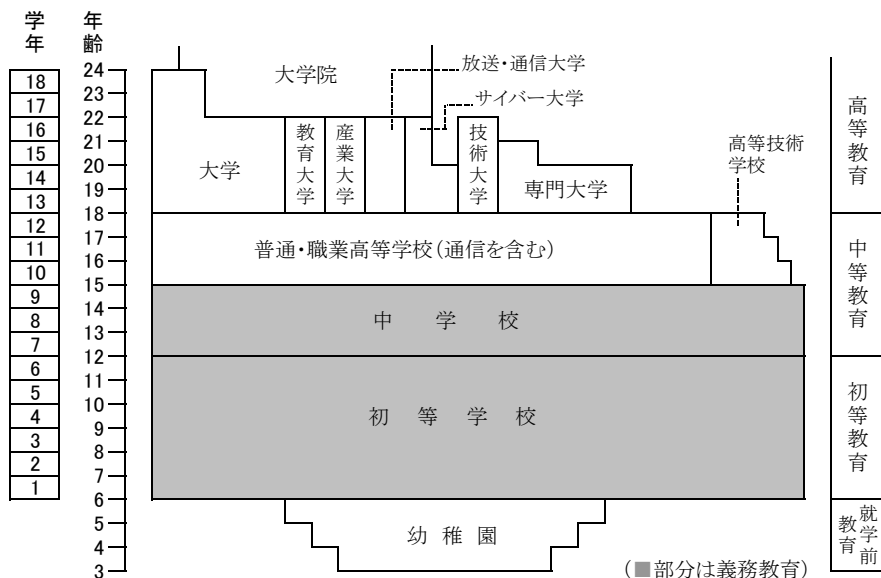 学年
年齢
18
17
16
15
14
13
12
11
10
9
8
7
6
5
4
3
2
1
24
23
22
21
20
19
18
17
16
15
14
13
12
11
10
9
8
7
6
5
4
3
大学院
放送・通信大学
サイバー大学
大学
教育大学
産業大学
技術大学
専門大学
高等技術
学校
普通・職業高等学校(通信を含む)
中学校
初等学校
幼稚園
高等教育
中等教育
初等教育
就学前
教育
(■部分は義務教育)